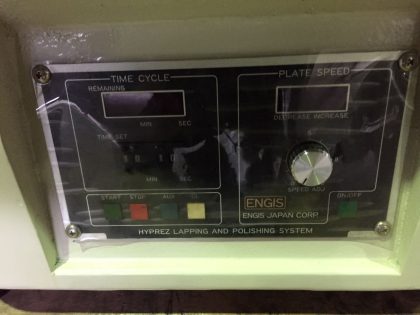 TIME CYCLE
REMAINING
MIN SEC
TIME SET
MIN SEC
START STOP AUX
PLATE SPEED
DECREASE INCREASE
SPEED ADJ
ENGIS
ENGIS JAPAN CORP.
ON/OFF
HYPREZ LAPPING AND POLISHING SYSTEM